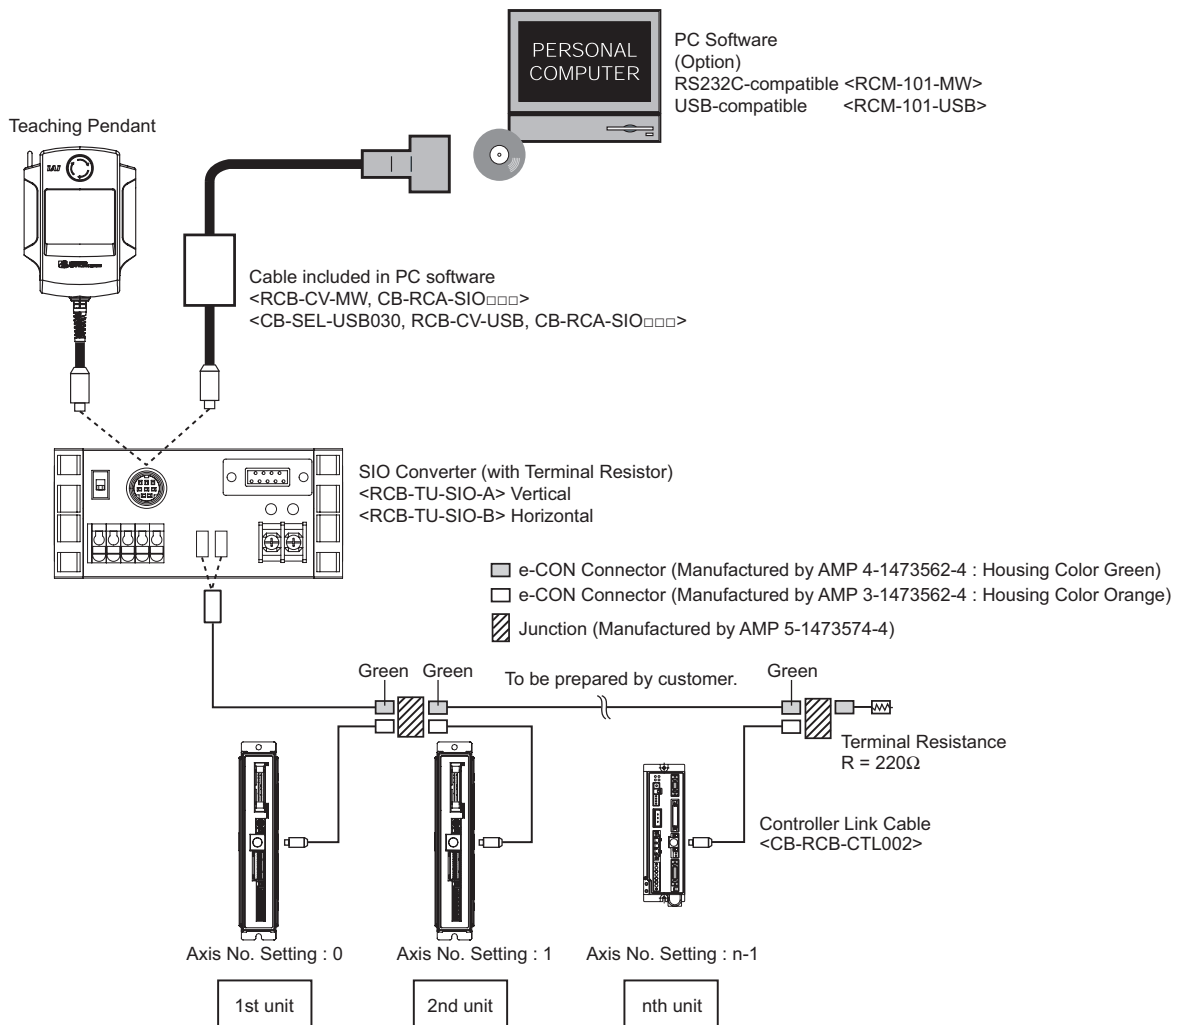 PERSONAL
COMPUTER
PC Software
(Option)
RS232C-compatible <RCM-101-MW>
USB-compatible <RCM-101-USB>
Teaching Pendant
IAI
Cable included in PC software
<RCB-CV-MW, CB-RCA-SIO□□□>
<CB-SEL-USB030, RCB-CV-USB, CB-RCA-SIO□□□>
SIO Converter (with Terminal Resistor)
<RCB-TU-SIO-A> Vertical
<RCB-TU-SIO-B> Horizontal
e-CON Connector (Manufactured by AMP 4-1473562-4 : Housing Color Green)
e-CON Connector (Manufactured by AMP 3-1473562-4 : Housing Color Orange)
Junction (Manufactured by AMP 5-1473574-4)
Green Green To be prepared by customer. Green
Terminal Resistance
R = 220Ω
Controller Link Cable
<CB-RCB-CTL002>
Axis No. Setting : 0 Axis No. Setting : 1 Axis No. Setting : n-1
1st unit 2nd unit nth unit